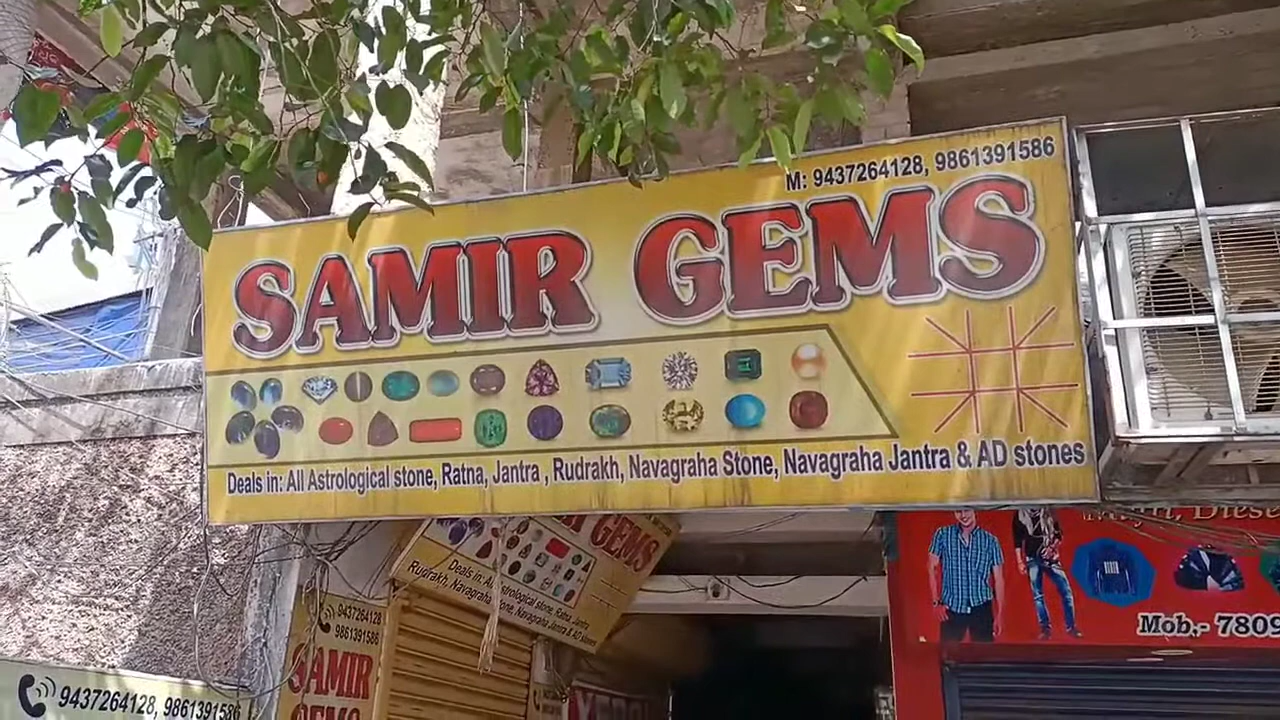 M: 9437264128, 9861391586
SAMIR GEMS
Deals in: All Astrological stone, Ratna, Jantra , Rudrakh, Navagraha Stone, Navagraha Jantra & AD stones
GEMS
Deals in: All Astrological stone, Ratna, Jantra
Rudrakh, Navagraha Stone, Navagraha Jantra & AD stones
9437264128
9861391586
SAMIR
GEMS
9437264128, 9861391586
Mob,- 7809